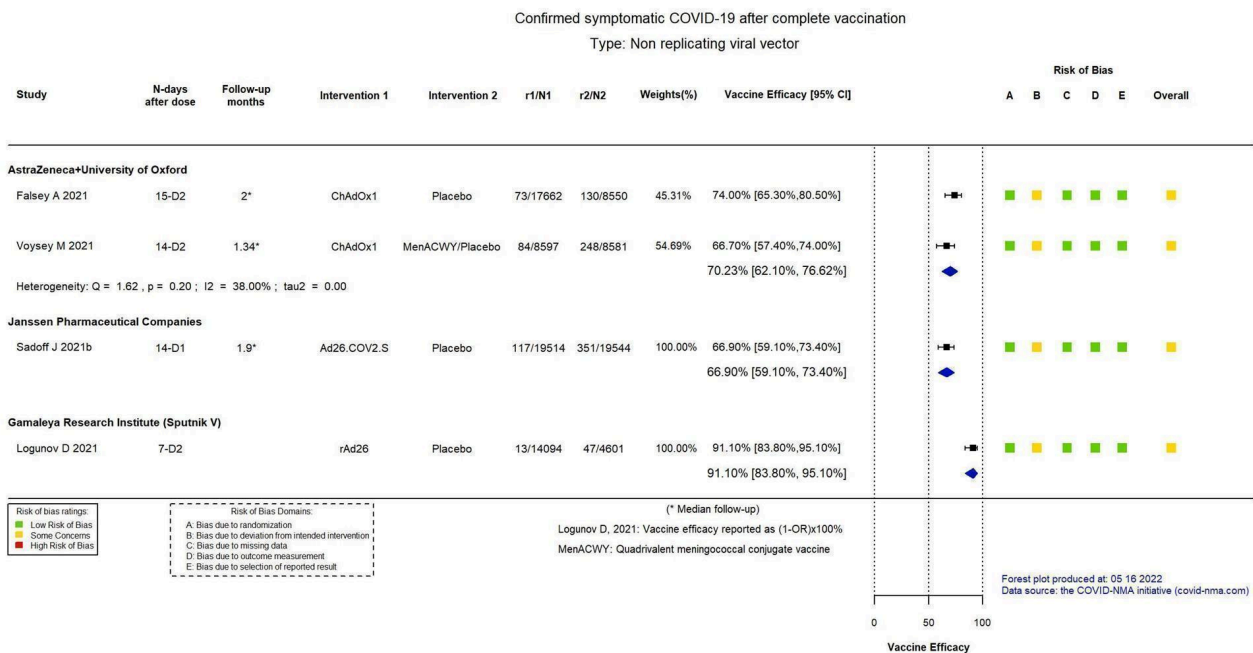 Confirmed symptomatic COVID-19 after complete vaccination
Type: Non replicating viral vector
Risk of Bias
Study N-days after dose Follow-up months Intervention 1 Intervention 2 r1/N1 r2/N2 Weights(%) Vaccine Efficacy [95% CI] A B C D E Overall
AstraZeneca+University of Oxford
Falsey A 2021 15-D2 2* ChAdOx1 Placebo 73/17662 130/8550 45.31% 74.00% [65.30%,80.50%]
Voysey M 2021 14-D2 1.34* ChAdOx1 MenACWY/Placebo 84/8597 248/8581 54.69% 66.70% [57.40%,74.00%]
70.23% [62.10%, 76.62%]
Heterogeneity: Q = 1.62 , p = 0.20 ; I2 = 38.00% ; tau2 = 0.00
Janssen Pharmaceutical Companies
Sadoff J 2021b 14-D1 1.9* Ad26.COV2.S Placebo 117/19514 351/19544 100.00% 66.90% [59.10%,73.40%]
66.90% [59.10%, 73.40%]
Gamaleya Research Institute (Sputnik V)
Logunov D 2021 7-D2 rAd26 Placebo 13/14094 47/4601 100.00% 91.10% [83.80%,95.10%]
91.10% [83.80%, 95.10%]
Risk of bias ratings:
Low Risk of Bias
Some Concerns
High Risk of Bias
Risk of Bias Domains:
A: Bias due to randomization
B: Bias due to deviation from intended intervention
C: Bias due to missing data
D: Bias due to outcome measurement
E: Bias due to selection of reported result
(* Median follow-up)
Logunov D, 2021: Vaccine efficacy reported as (1-OR)x100%
MenACWY: Quadrivalent meningococcal conjugate vaccine
Forest plot produced at: 05 16 2022
Data source: the COVID-NMA initiative (covid-nma.com)
0 50 100
Vaccine Efficacy